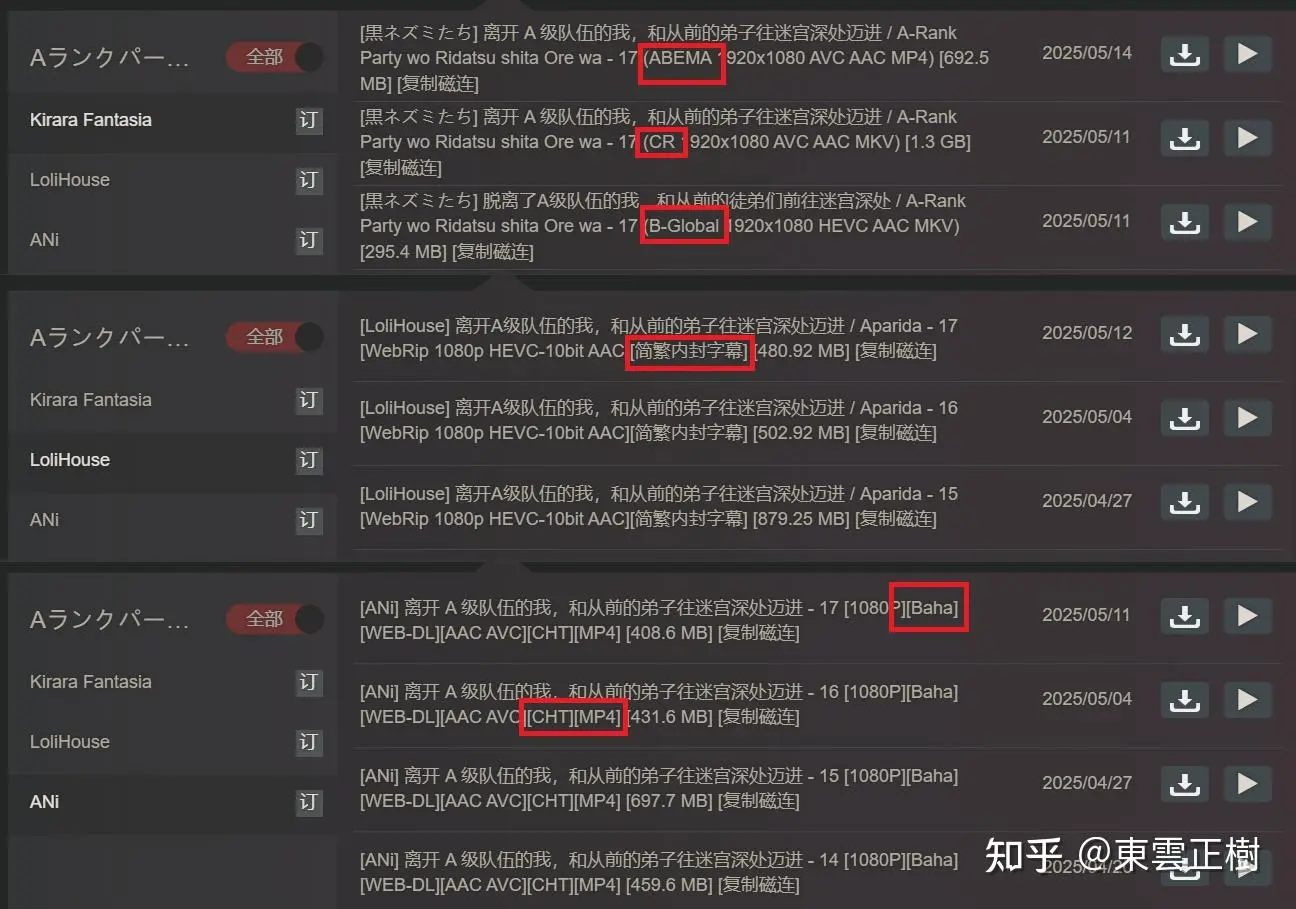 Aランクパー... 全部
Kirara Fantasia 订
LoliHouse 订
ANi 订
[黒ネズミたち] 离开 A 级队伍的我，和从前的弟子往迷宫深处迈进 / A-Rank
Party wo Ridatsu shita Ore wa - 17 (ABEMA 1920x1080 AVC AAC MP4) [692.5
MB] [复制磁连]
2025/05/14
[黒ネズミたち] 离开 A 级队伍的我，和从前的弟子往迷宫深处迈进 / A-Rank
Party wo Ridatsu shita Ore wa - 17 (CR 1920x1080 AVC AAC MKV) [1.3 GB]
[复制磁连]
2025/05/11
[黒ネズミたち] 脱离了A级队伍的我，和从前的徒弟们前往迷宫深处 / A-Rank
Party wo Ridatsu shita Ore wa - 17 (B-Global 1920x1080 HEVC AAC MKV)
[295.4 MB] [复制磁连]
2025/05/11
Aランクパー... 全部
Kirara Fantasia 订
LoliHouse 订
ANi 订
[LoliHouse] 离开A级队伍的我，和从前的弟子往迷宫深处迈进 / Aparida - 17
[WebRip 1080p HEVC-10bit AAC][简繁内封字幕] [480.92 MB] [复制磁连]
2025/05/12
[LoliHouse] 离开A级队伍的我，和从前的弟子往迷宫深处迈进 / Aparida - 16
[WebRip 1080p HEVC-10bit AAC][简繁内封字幕] [502.92 MB] [复制磁连]
2025/05/04
[LoliHouse] 离开A级队伍的我，和从前的弟子往迷宫深处迈进 / Aparida - 15
[WebRip 1080p HEVC-10bit AAC][简繁内封字幕] [879.25 MB] [复制磁连]
2025/04/27
Aランクパー... 全部
Kirara Fantasia 订
LoliHouse 订
ANi 订
[ANi] 离开 A 级队伍的我，和从前的弟子往迷宫深处迈进 - 17 [1080P][Baha]
[WEB-DL][AAC AVC][CHT][MP4] [408.6 MB] [复制磁连]
2025/05/11
[ANi] 离开 A 级队伍的我，和从前的弟子往迷宫深处迈进 - 16 [1080P][Baha]
[WEB-DL][AAC AVC][CHT][MP4] [431.6 MB] [复制磁连]
2025/05/04
[ANi] 离开 A 级队伍的我，和从前的弟子往迷宫深处迈进 - 15 [1080P][Baha]
[WEB-DL][AAC AVC][CHT][MP4] [697.7 MB] [复制磁连]
2025/04/27
[ANi] 离开 A 级队伍的我，和从前的弟子往迷宫深处迈进 - 14 [1080P][Baha]
[WEB-DL][AAC AVC][CHT][MP4] [459.6 MB] [复制磁连]
知乎 @東雲正樹